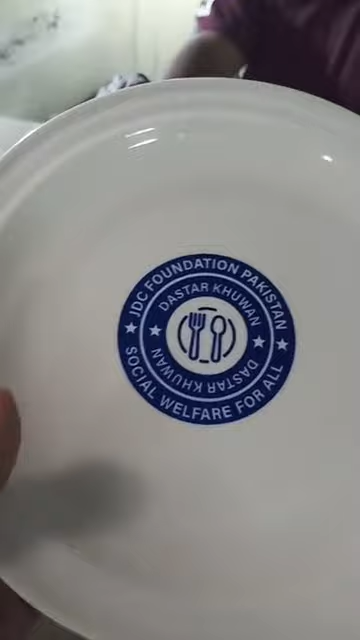 JDC FOUNDATION PAKISTAN
DASTAR KHUWAN
DASTAR KHUWAN
SOCIAL WELFARE FOR ALL